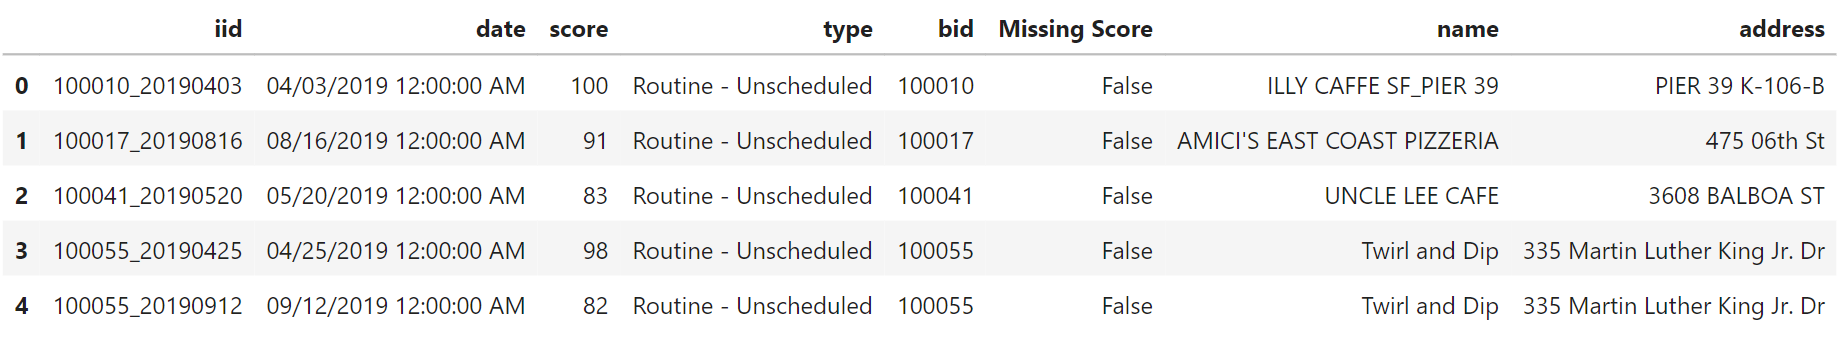 iid date score type bid Missing Score name address
0 100010_20190403 04/03/2019 12:00:00 AM 100 Routine - Unscheduled 100010 False ILLY CAFFE SF_PIER 39 PIER 39 K-106-B
1 100017_20190816 08/16/2019 12:00:00 AM 91 Routine - Unscheduled 100017 False AMICI'S EAST COAST PIZZERIA 475 06th St
2 100041_20190520 05/20/2019 12:00:00 AM 83 Routine - Unscheduled 100041 False UNCLE LEE CAFE 3608 BALBOA ST
3 100055_20190425 04/25/2019 12:00:00 AM 98 Routine - Unscheduled 100055 False Twirl and Dip 335 Martin Luther King Jr. Dr
4 100055_20190912 09/12/2019 12:00:00 AM 82 Routine - Unscheduled 100055 False Twirl and Dip 335 Martin Luther King Jr. Dr